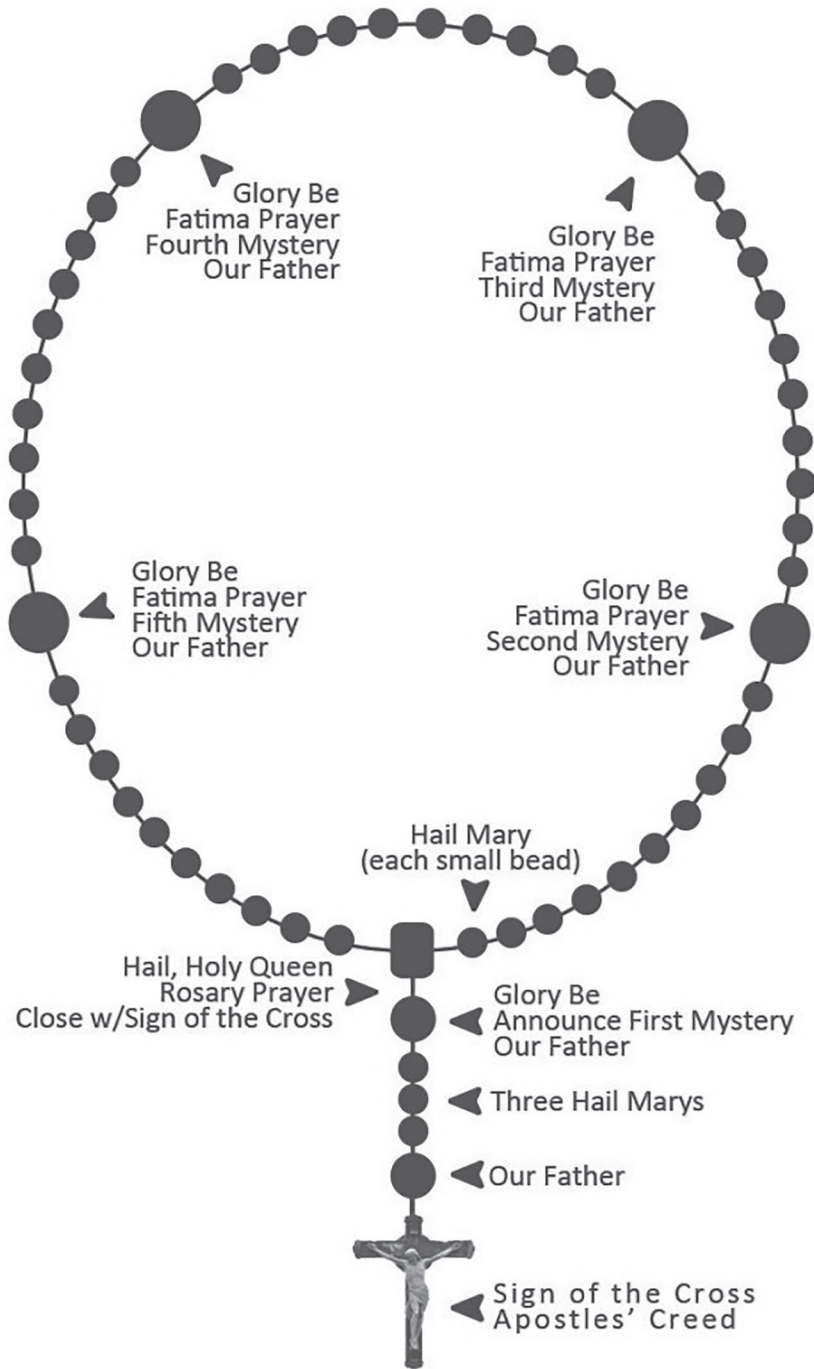 Glory Be
Fatima Prayer
Fourth Mystery
Our Father
Glory Be
Fatima Prayer
Third Mystery
Our Father
Glory Be
Fatima Prayer
Fifth Mystery
Our Father
Glory Be
Fatima Prayer
Second Mystery
Our Father
Hail Mary
(each small bead)
Hail, Holy Queen
Rosary Prayer
Close w/Sign of the Cross
Glory Be
Announce First Mystery
Our Father
Three Hail Marys
Our Father
Sign of the Cross
Apostles’ Creed